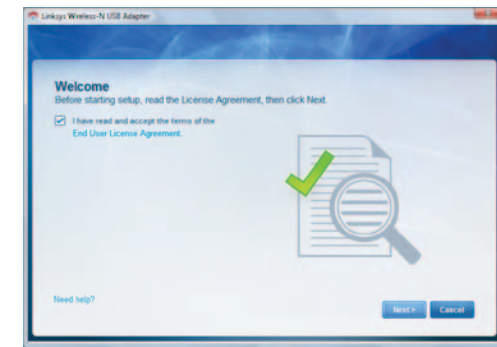 Linksys Wireless-N USB Adapter
Welcome
Before starting setup, read the License Agreement, then click Next.
I have read and accept the terms of the
End User License Agreement.
Need help?
Next >
Cancel